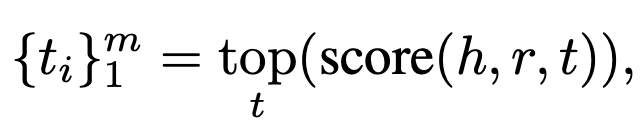 {t_i}_1^m = top_t(score(h, r, t)),